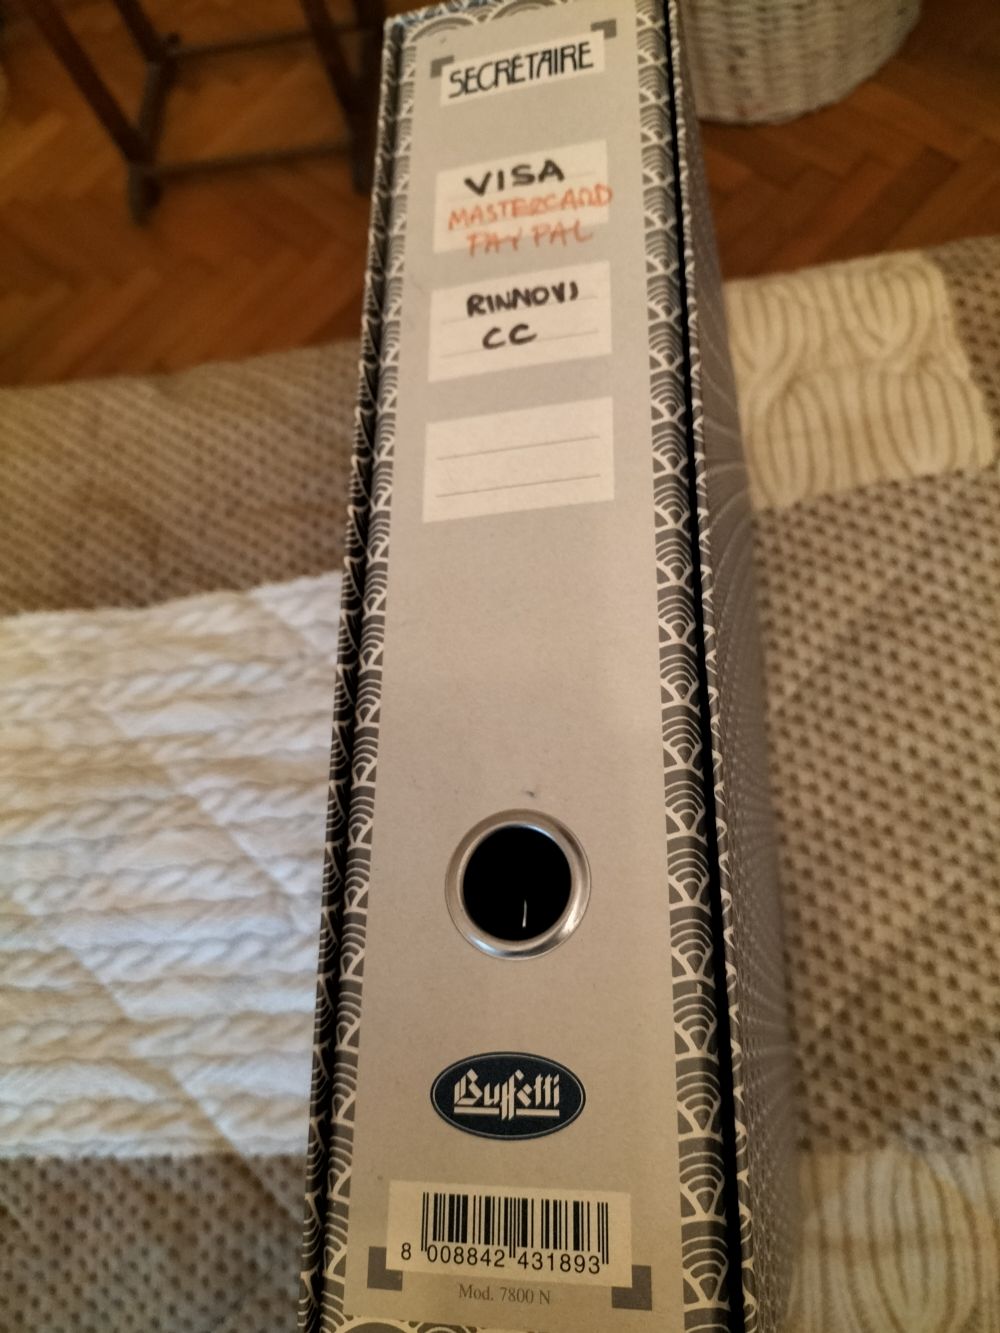 SECRÉTAIRE
VISA
MASTERCARD
PAY PAL
RINNOVI
CC
Buffetti
8 008842 431893
Mod. 7800 N